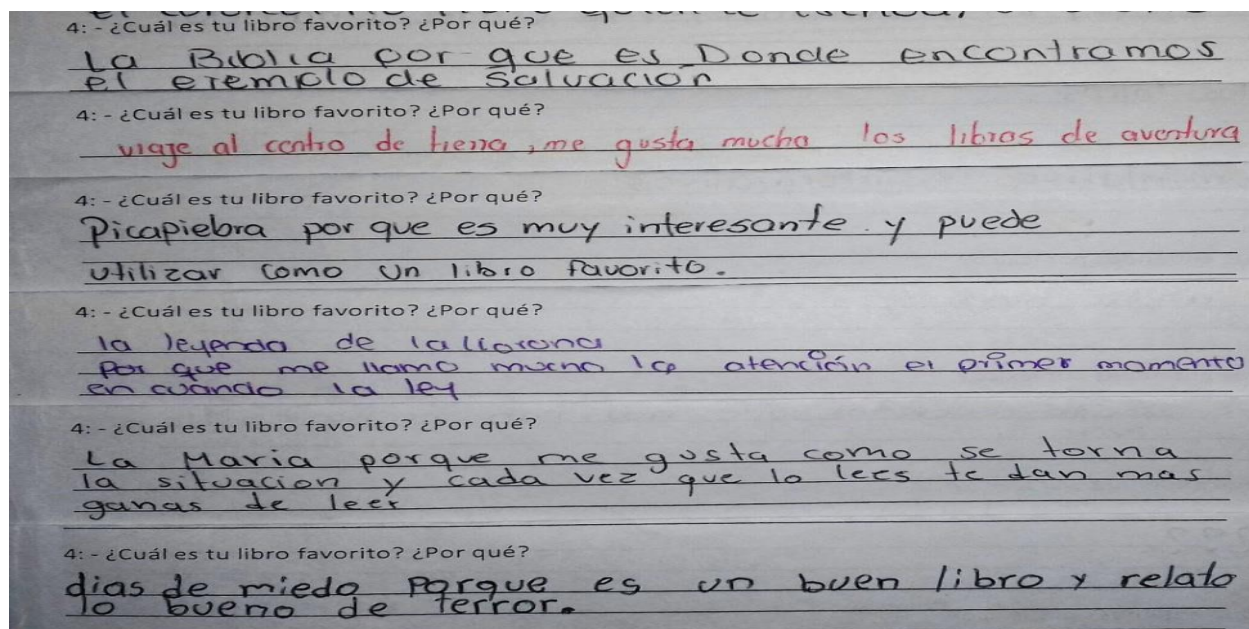 4: - ¿Cuál es tu libro favorito? ¿Por qué?
La Biblia por que es Donde encontramos
el eremplo de Salvación
4: - ¿Cuál es tu libro favorito? ¿Por qué?
viaje al centro de tierra, me gusta mucho los libros de aventura
4: - ¿Cuál es tu libro favorito? ¿Por qué?
Picapiebra por que es muy interesante y puede
utilizar como un libro favorito.
4: - ¿Cuál es tu libro favorito? ¿Por qué?
la leyenda de la llorona
Por que me llamo mucho la atención el primer momento
en cuándo la ley
4: - ¿Cuál es tu libro favorito? ¿Por qué?
La Maria porque me gusta como se torna
la situacion y cada vez que lo lees te dan mas
ganas de leer
4: - ¿Cuál es tu libro favorito? ¿Por qué?
dias de miedo Porque es un buen libro y relato
lo bueno de terror.